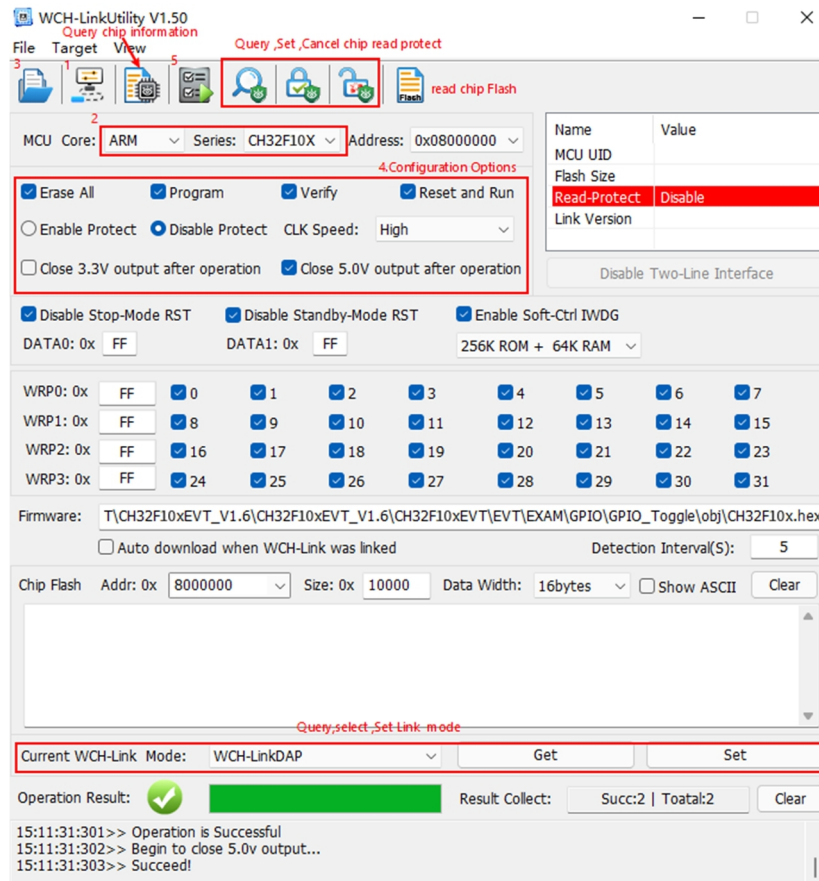 WCH-LinkUtility V1.50
Query chip information
File Target View
Query ,Set ,Cancel chip read protect
3 1 5
Flash read chip Flash
2
MCU Core: ARM Series: CH32F10X Address: 0x08000000
4.Configuration Options
Erase All Program Verify Reset and Run
Enable Protect Disable Protect CLK Speed: High
Close 3.3V output after operation Close 5.0V output after operation
Name Value
MCU UID
Flash Size
Read-Protect Disable
Link Version
Disable Two-Line Interface
Disable Stop-Mode RST Disable Standby-Mode RST Enable Soft-Ctrl IWDG
DATA0: 0x FF DATA1: 0x FF 256K ROM + 64K RAM
WRP0: 0x FF 0 1 2 3 4 5 6 7
WRP1: 0x FF 8 9 10 11 12 13 14 15
WRP2: 0x FF 16 17 18 19 20 21 22 23
WRP3: 0x FF 24 25 26 27 28 29 30 31
Firmware: T\CH32F10xEVT_V1.6\CH32F10xEVT_V1.6\CH32F10xEVT\EVT\EXAM\GPIO\GPIO_Toggle\obj\CH32F10x.hex
Auto download when WCH-Link was linked Detection Interval(S): 5
Chip Flash Addr: 0x 8000000 Size: 0x 10000 Data Width: 16bytes Show ASCII Clear
Query,select ,Set Link mode
Current WCH-Link Mode: WCH-LinkDAP Get Set
Operation Result: Result Collect: Succ:2 | Toatal:2 Clear
15:11:31:301>> Operation is Successful
15:11:31:302>> Begin to close 5.0v output...
15:11:31:303>> Succeed!